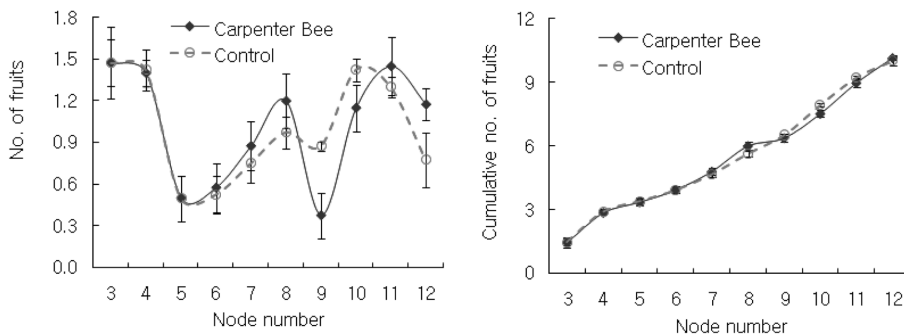 No. of fruits
1.8
1.5
1.2
0.9
0.6
0.3
0.0
Carpenter Bee
Control
3 4 5 6 7 8 9 10 11 12
Node number
Cumulative no. of fruits
12
9
6
3
0
Carpenter Bee
Control
3 4 5 6 7 8 9 10 11 12
Node number